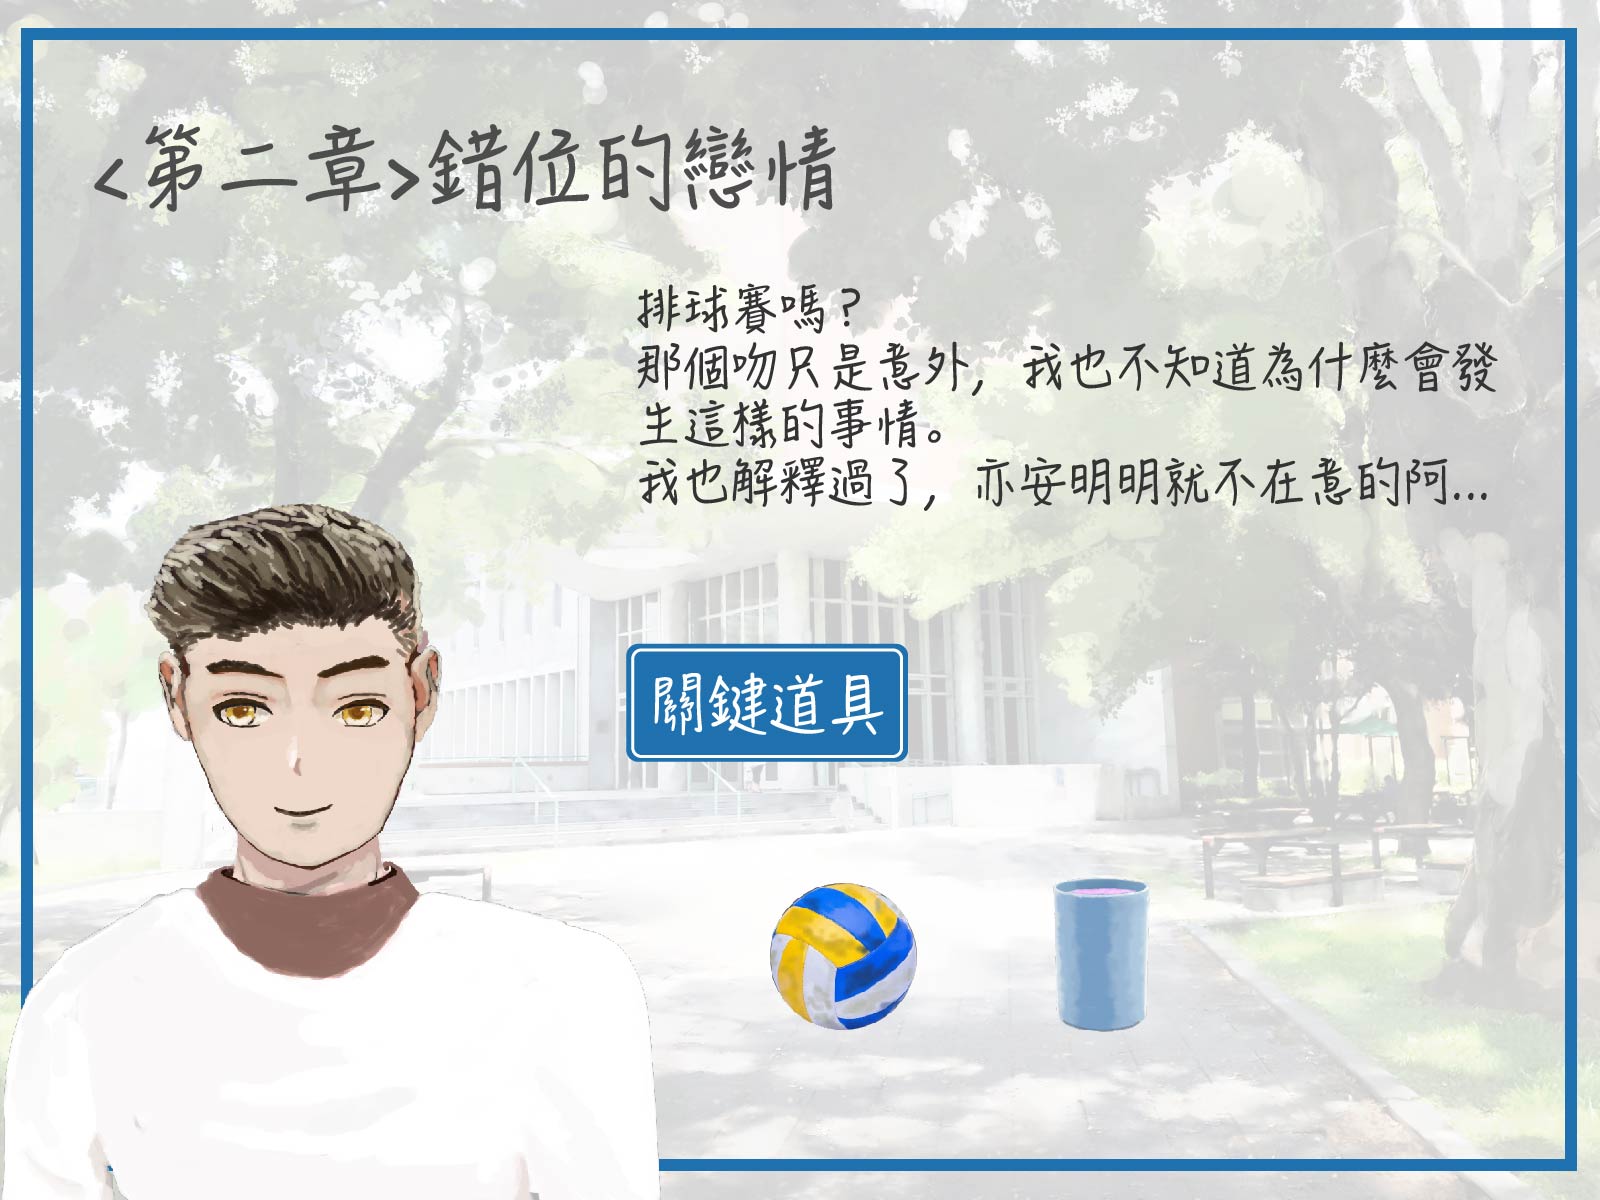 <第二章>錯位的戀情
排球賽嗎？
那個吻只是意外，我也不知道為什麼會發
生這樣的事情。
我也解釋過了，亦安明明就不在意的阿...
關鍵道具